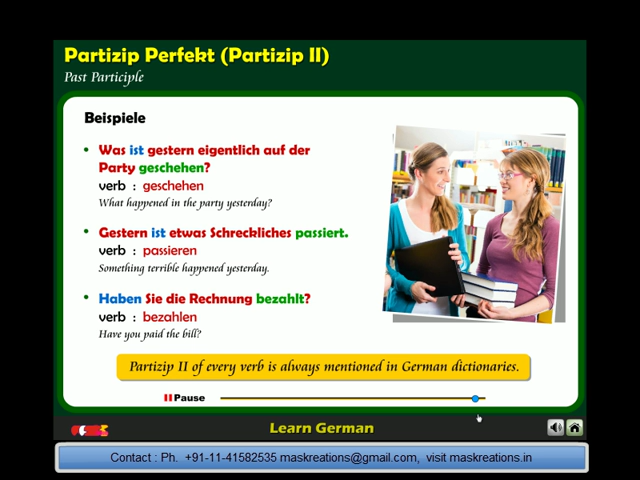 Partizip Perfekt (Partizip II)
Past Participle
Beispiele
• Was ist gestern eigentlich auf der
Party geschehen?
verb : geschehen
What happened in the party yesterday?
• Gestern ist etwas Schreckliches passiert.
verb : passieren
Something terrible happened yesterday.
• Haben Sie die Rechnung bezahlt?
verb : bezahlen
Have you paid the bill?
Partizip II of every verb is always mentioned in German dictionaries.
Pause
Learn German
Contact : Ph. +91-11-41582535 maskreations@gmail.com, visit maskreations.in